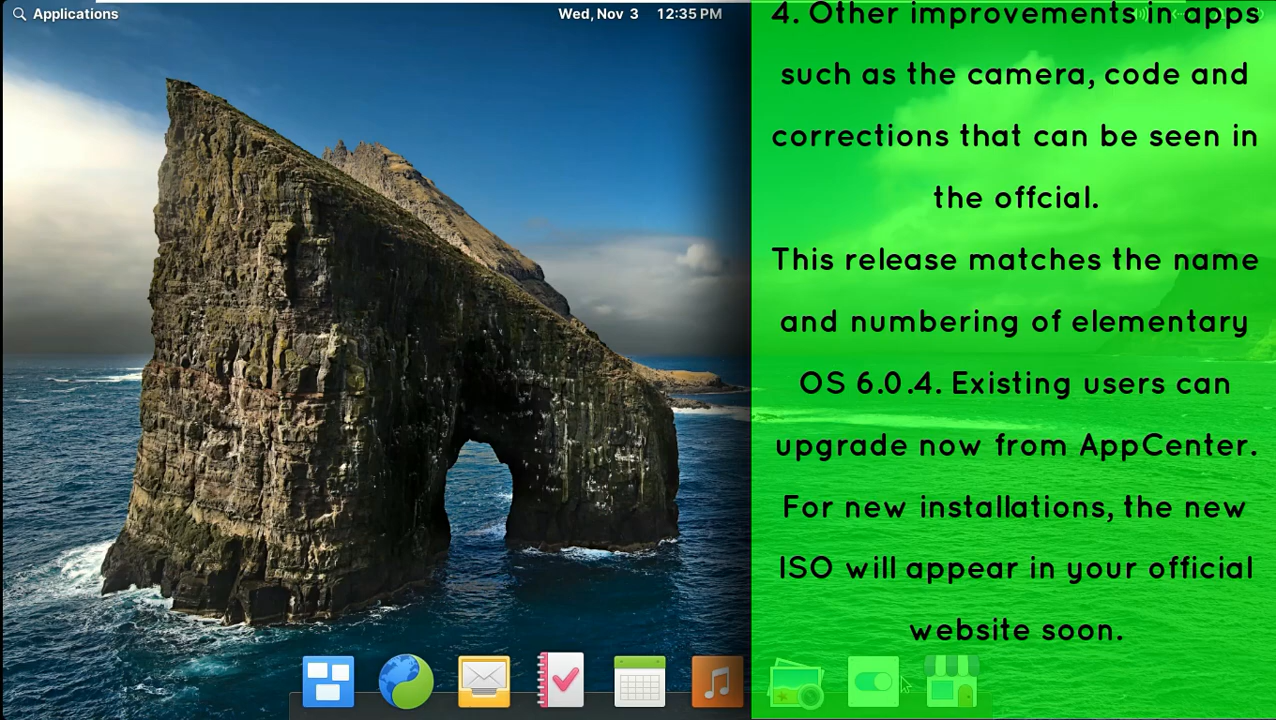 Applications
Wed, Nov 3 12:35 PM
4. Other improvements in apps
such as the camera, code and
corrections that can be seen in
the offcial.
This release matches the name
and numbering of elementary
OS 6.0.4. Existing users can
upgrade now from AppCenter.
For new installations, the new
ISO will appear in your official
website soon.